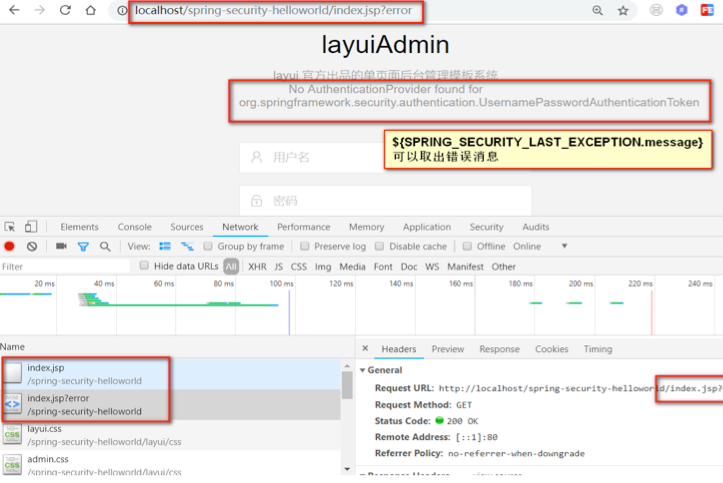 localhost/spring-security-helloworld/index.jsp?error
layuiAdmin
layui 官方出品的单页面后台管理模板系统
No AuthenticationProvider found for
org.springframework.security.authentication.UsernamePasswordAuthenticationToken
${SPRING_SECURITY_LAST_EXCEPTION.message}
可以取出错误消息
用户名
密码
Elements Console Sources Network Performance Memory Application Security Audits
View: Group by frame Preserve log Disable cache Offline Online
Filter Hide data URLs All XHR JS CSS Img Media Font Doc WS Manifest Other
20 ms 40 ms 60 ms 80 ms 100 ms 120 ms 140 ms 160 ms 180 ms 200 ms 220 ms 240 ms
Name
index.jsp
/spring-security-helloworld
index.jsp?error
/spring-security-helloworld
layui.css
/spring-security-helloworld/layui/css
admin.css
/spring-security-helloworld/layui/css
× Headers Preview Response Cookies Timing
General
Request URL: http://localhost/spring-security-helloworld/index.jsp?
Request Method: GET
Status Code: 200 OK
Remote Address: [::1]:80
Referrer Policy: no-referrer-when-downgrade
Response Headers view source